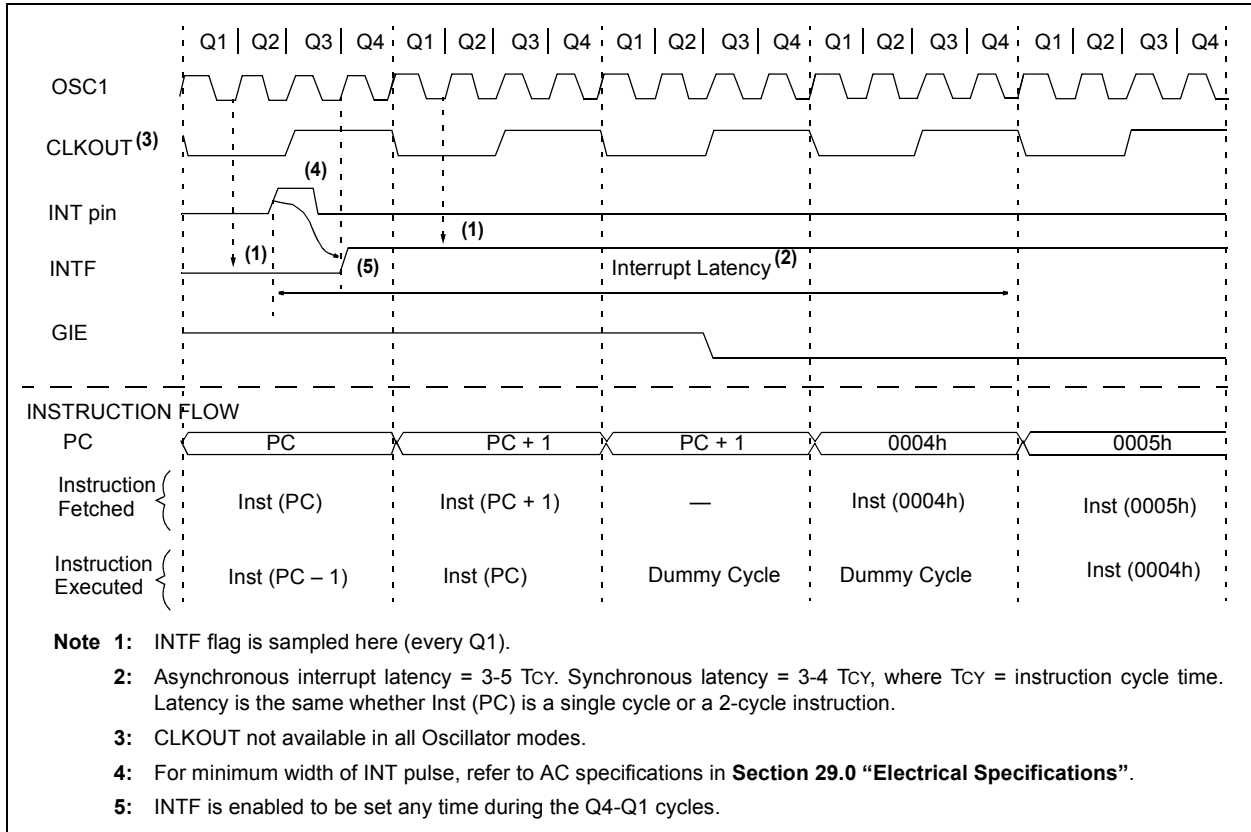 Q1 Q2 Q3 Q4 Q1 Q2 Q3 Q4 Q1 Q2 Q3 Q4 Q1 Q2 Q3 Q4 Q1 Q2 Q3 Q4
OSC1
CLKOUT (3)
(4)
INT pin
(1)
(1)
INTF
(5)
Interrupt Latency (2)
GIE
INSTRUCTION FLOW
PC PC PC + 1 PC + 1 0004h 0005h
Instruction
Fetched
Inst (PC) Inst (PC + 1) — Inst (0004h) Inst (0005h)
Instruction
Executed
Inst (PC – 1) Inst (PC) Dummy Cycle Dummy Cycle Inst (0004h)
Note 1: INTF flag is sampled here (every Q1).
2: Asynchronous interrupt latency = 3-5 TCY. Synchronous latency = 3-4 TCY, where TCY = instruction cycle time.
Latency is the same whether Inst (PC) is a single cycle or a 2-cycle instruction.
3: CLKOUT not available in all Oscillator modes.
4: For minimum width of INT pulse, refer to AC specifications in Section 29.0 “Electrical Specifications”.
5: INTF is enabled to be set any time during the Q4-Q1 cycles.